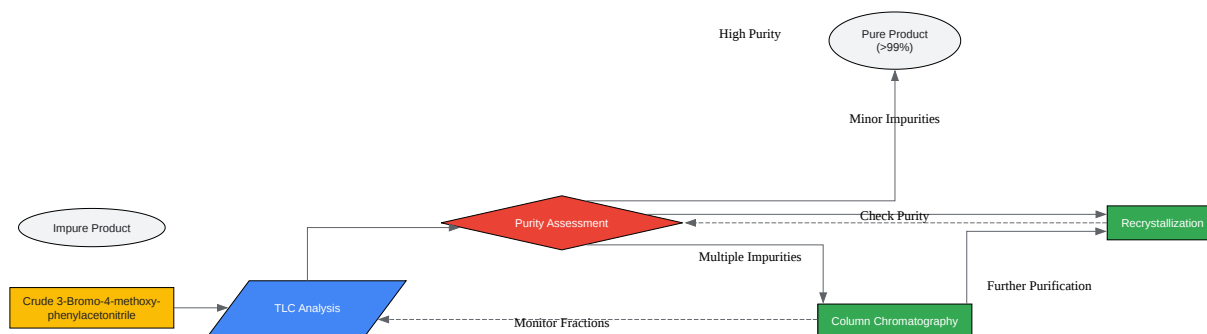 High Purity
Pure Product
(>99%)
Minor Impurities
Impure Product
Purity Assessment
Check Purity
Recrystallization
Multiple Impurities
Further Purification
Crude 3-Bromo-4-methoxy-
phenylacetonitrile
TLC Analysis
Monitor Fractions
Column Chromatography